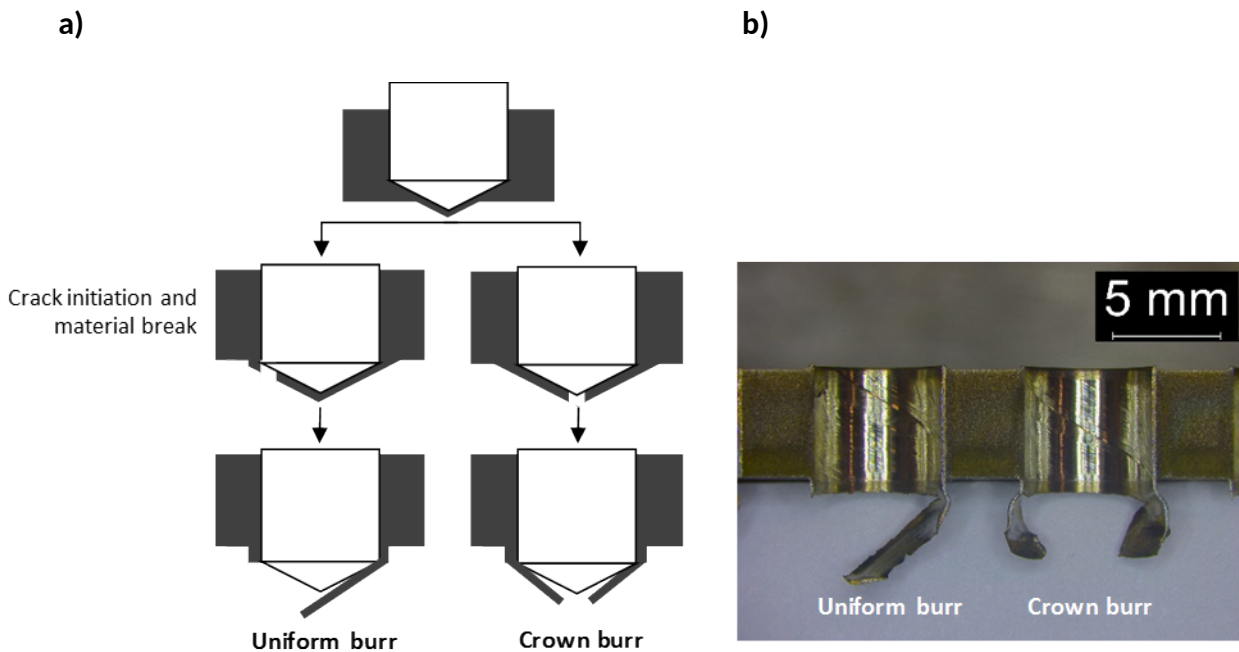 a)
b)
Crack initiation and
material break
Uniform burr
Crown burr
5 mm
Uniform burr
Crown burr